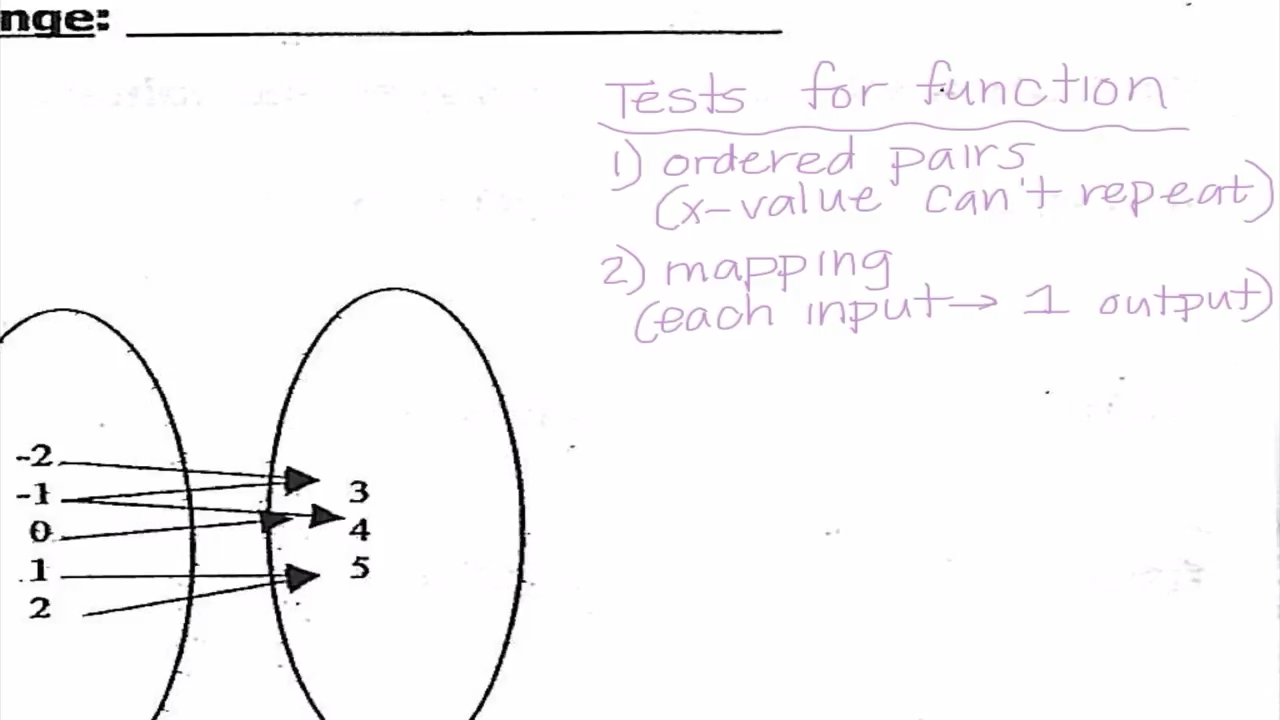 nge:
Tests for function
1) ordered pairs
(x-value can't repeat)
2) mapping
(each input→ 1 output)
-2
-1
0
1
2
3
4
5